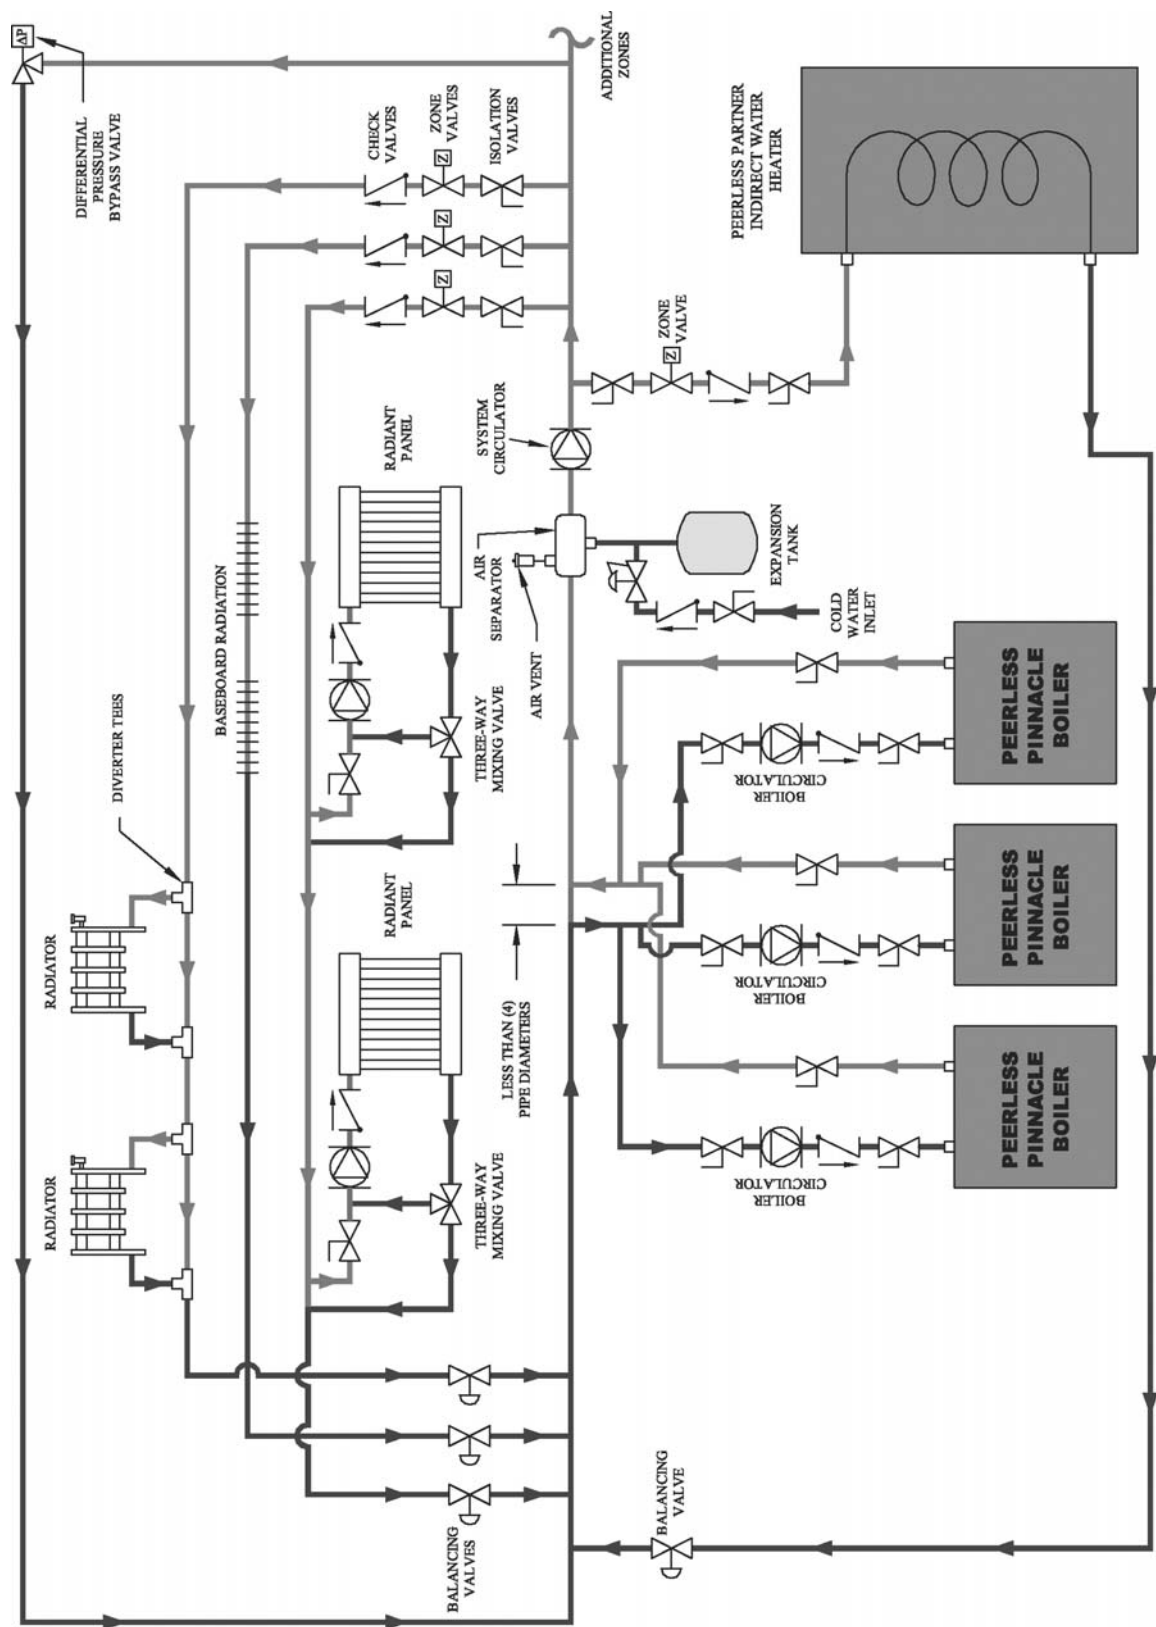 ΔP
DIFFERENTIAL
PRESSURE
BYPASS VALVE
CHECK
VALVES
ZONE
VALVES
ISOLATION
VALVES
Z
Z
Z
ADDITIONAL
ZONES
PEERLESS PARTNER
INDIRECT WATER
HEATER
ZONE
VALVE
Z
SYSTEM
CIRCULATOR
RADIANT
PANEL
AIR
SEPARATOR
AIR VENT
EXPANSION
TANK
COLD
WATER
INLET
BASEBOARD RADIATION
DIVERTER TEES
THREE-WAY
MIXING VALVE
RADIATOR
RADIANT
PANEL
LESS THAN (4)
PIPE DIAMETERS
BOILER
CIRCULATOR
PEERLESS
PINNACLE
BOILER
BOILER
CIRCULATOR
PEERLESS
PINNACLE
BOILER
BOILER
CIRCULATOR
PEERLESS
PINNACLE
BOILER
RADIATOR
THREE-WAY
MIXING VALVE
BALANCING
VALVES
BALANCING
VALVE